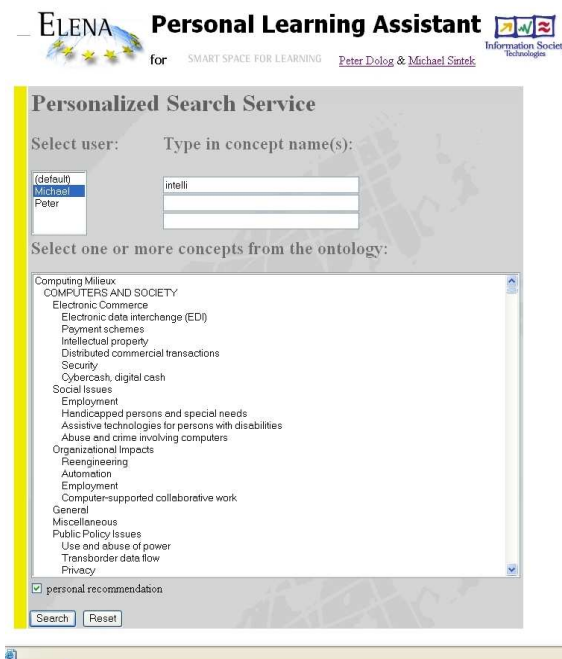 ELENA
Personal Learning Assistant
for SMART SPACE FOR LEARNING Peter Dolog & Michael Sintek
Information Societ
Technologies
Personalized Search Service
Select user: Type in concept name(s):
(default)
Michael
Peter
intelli
Select one or more concepts from the ontology:
Computing Milieux
COMPUTERS AND SOCIETY
Electronic Commerce
Electronic data interchange (EDI)
Payment schemes
Intellectual property
Distributed commercial transactions
Security
Cybercash, digital cash
Social Issues
Employment
Handicapped persons and special needs
Assistive technologies for persons with disabilities
Abuse and crime involving computers
Organizational Impacts
Reengineering
Automation
Employment
Computer-supported collaborative work
General
Miscellaneous
Public Policy Issues
Use and abuse of power
Transborder data flow
Privacy
personal recommendation
Search Reset